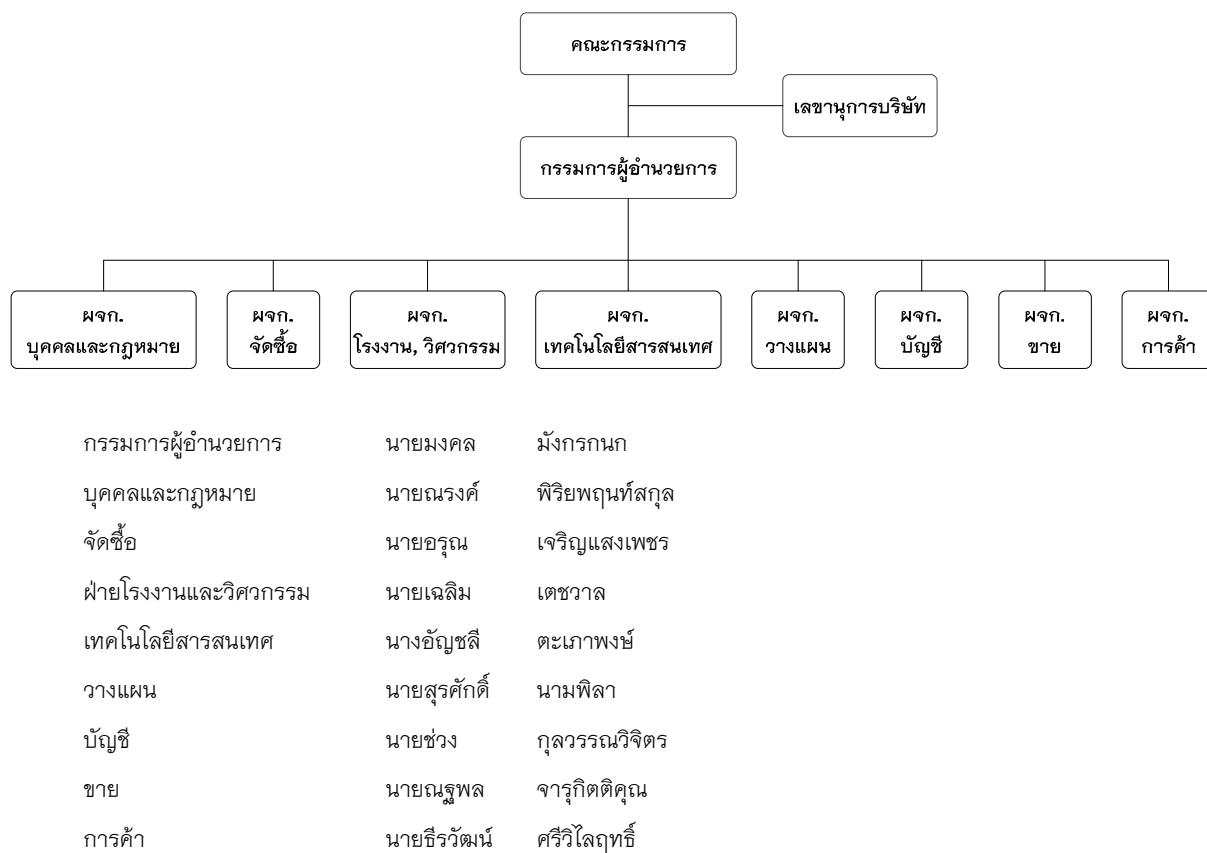 คณะกรรมการ
เลขานุการบริษัท
กรรมการผู้อำนวยการ
ผจก.
บุคคลและกฎหมาย
ผจก.
จัดซื้อ
ผจก.
โรงงาน, วิศวกรรม
ผจก.
เทคโนโลยีสารสนเทศ
ผจก.
วางแผน
ผจก.
บัญชี
ผจก.
ขาย
ผจก.
การค้า
กรรมการผู้อำนวยการ นายมงคล มังกรกนก
บุคคลและกฎหมาย นายณรงค์ พิริยพฤนท์สกุล
จัดซื้อ นายอรุณ เจริญแสงเพชร
ฝ่ายโรงงานและวิศวกรรม นายเฉลิม เตชวาล
เทคโนโลยีสารสนเทศ นางอัญชลี ตะเภาพงษ์
วางแผน นายสุรศักดิ์ นามพิลา
บัญชี นายช่วง กุลวรรณวิจิตร
ขาย นายณฐพล จารุกิตติคุณ
การค้า นายธีรวัฒน์ ศรีวิไลฤทธิ์